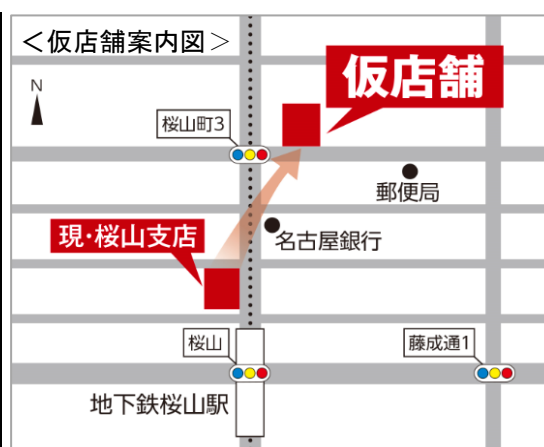 ＜仮店舗案内図＞
N
仮店舗
桜山町3
郵便局
現・桜山支店
名古屋銀行
桜山
藤成通1
地下鉄桜山駅